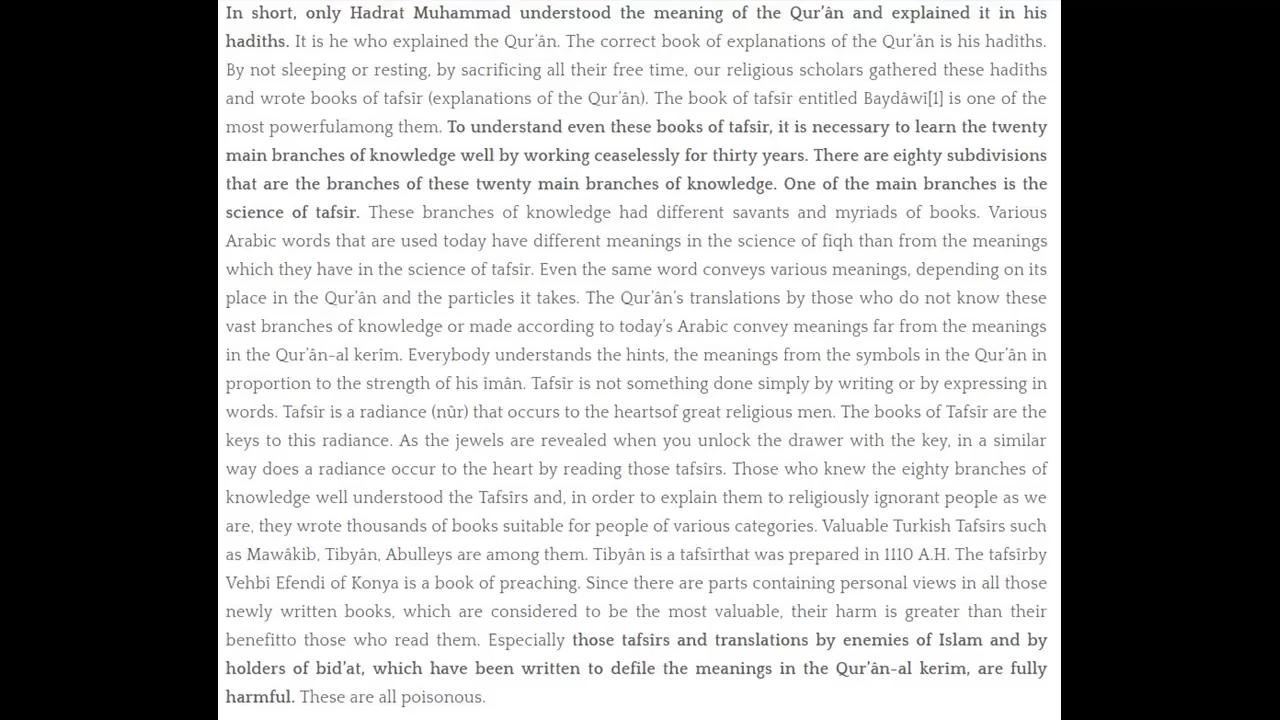 In short, only Hadrat Muhammad understood the meaning of the Qur’ân and explained it in his
hadîths. It is he who explained the Qur’ân. The correct book of explanations of the Qur’ân is his hadîths.
By not sleeping or resting, by sacrificing all their free time, our religious scholars gathered these hadîths
and wrote books of tafsîr (explanations of the Qur’ân). The book of tafsîr entitled Baydâwî[1] is one of the
most powerfulamong them. To understand even these books of tafsîr, it is necessary to learn the twenty
main branches of knowledge well by working ceaselessly for thirty years. There are eighty subdivisions
that are the branches of these twenty main branches of knowledge. One of the main branches is the
science of tafsîr. These branches of knowledge had different savants and myriads of books. Various
Arabic words that are used today have different meanings in the science of fiqh than from the meanings
which they have in the science of tafsîr. Even the same word conveys various meanings, depending on its
place in the Qur’ân and the particles it takes. The Qur’ân’s translations by those who do not know these
vast branches of knowledge or made according to today’s Arabic convey meanings far from the meanings
in the Qur’ân-al kerîm. Everybody understands the hints, the meanings from the symbols in the Qur’ân in
proportion to the strength of his îmân. Tafsîr is not something done simply by writing or by expressing in
words. Tafsîr is a radiance (nûr) that occurs to the heartsof great religious men. The books of Tafsîr are the
keys to this radiance. As the jewels are revealed when you unlock the drawer with the key, in a similar
way does a radiance occur to the heart by reading those tafsîrs. Those who knew the eighty branches of
knowledge well understood the Tafsîrs and, in order to explain them to religiously ignorant people as we
are, they wrote thousands of books suitable for people of various categories. Valuable Turkish Tafsîrs such
as Mawâkib, Tibyân, Abulleys are among them. Tibyân is a tafsîrthat was prepared in 1110 A.H. The tafsîrby
Vehbî Efendi of Konya is a book of preaching. Since there are parts containing personal views in all those
newly written books, which are considered to be the most valuable, their harm is greater than their
benefitto those who read them. Especially those tafsîrs and translations by enemies of Islam and by
holders of bid’at, which have been written to defile the meanings in the Qur’ân-al kerîm, are fully
harmful. These are all poisonous.